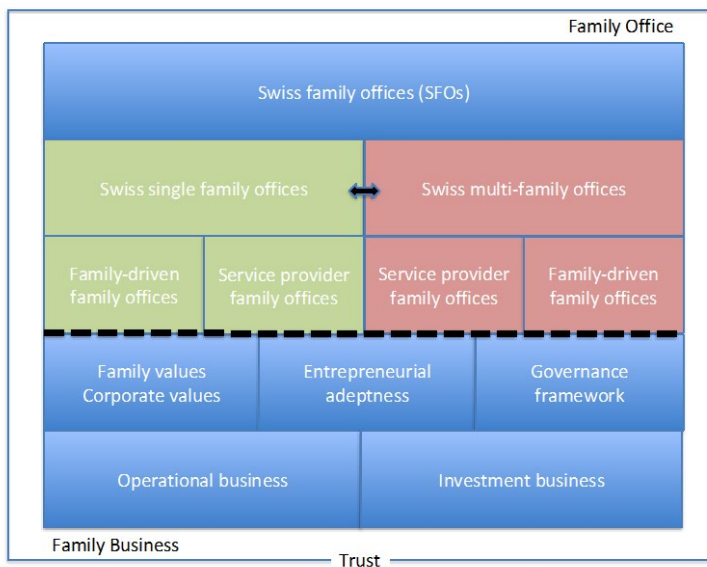 Family Office
Swiss family offices (SFOs)
Swiss single family offices
Swiss multi-family offices
Family-driven
family offices
Service provider
family offices
Service provider
family offices
Family-driven
family offices
Family values
Corporate values
Entrepreneurial
adeptness
Governance
framework
Operational business
Investment business
Family Business
Trust